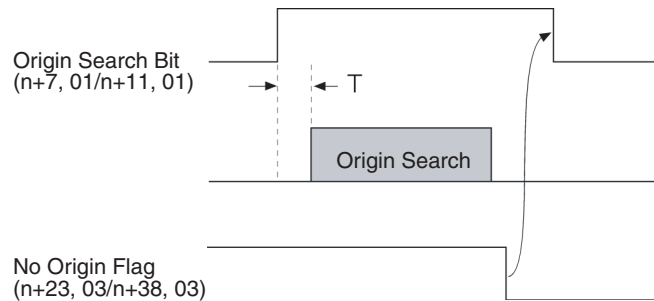 Origin Search Bit
(n+7, 01/n+11, 01)
T
Origin Search
No Origin Flag
(n+23, 03/n+38, 03)